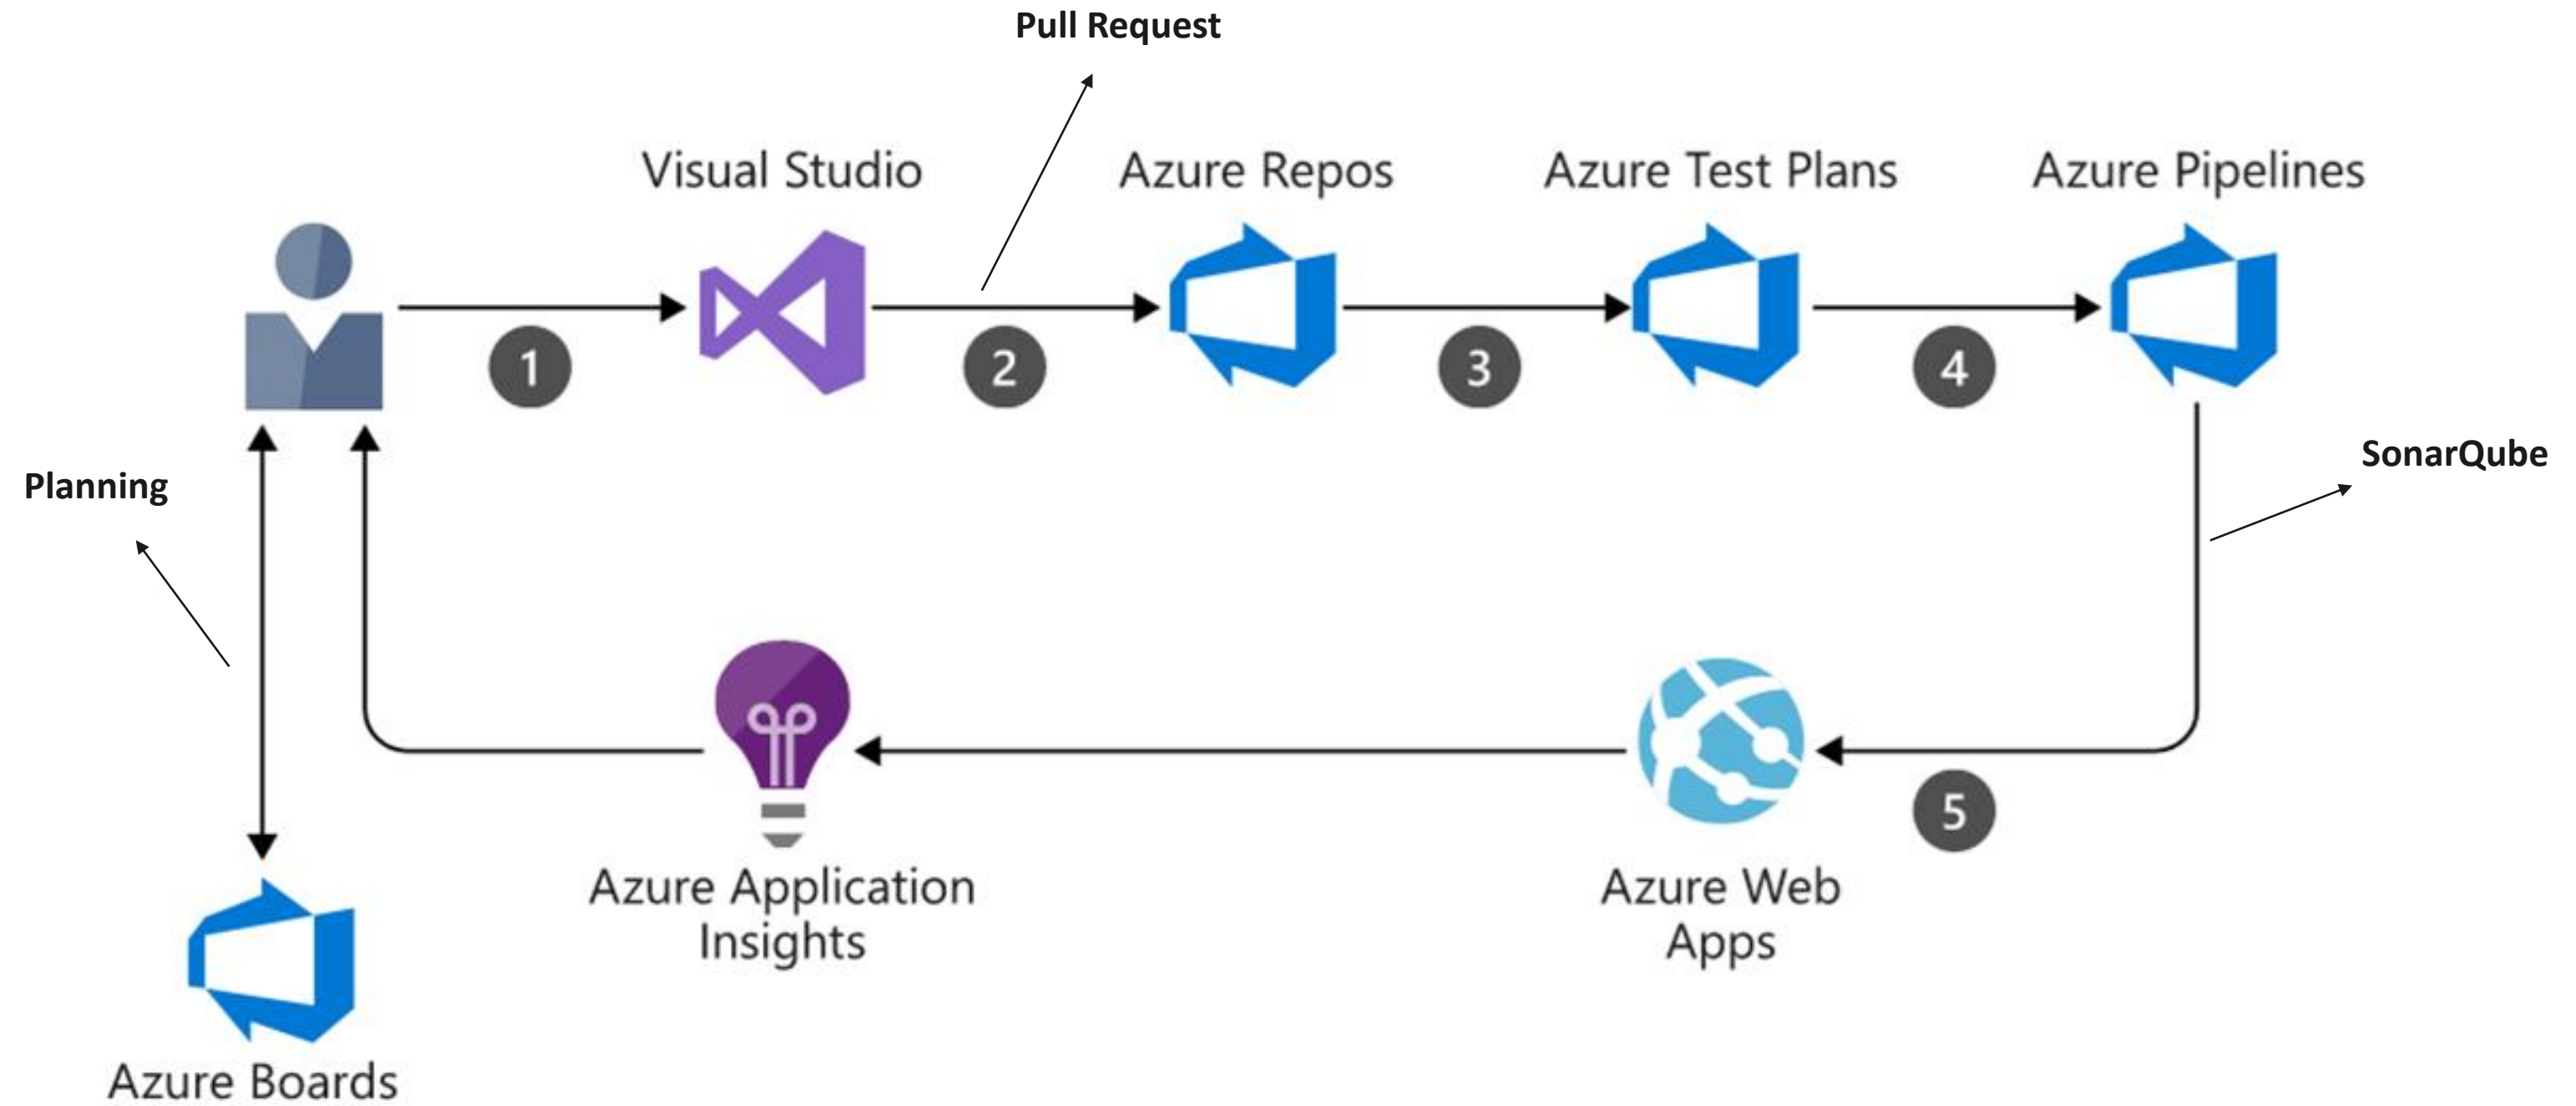 Pull Request
Visual Studio
Azure Repos
Azure Test Plans
Azure Pipelines
1
2
3
4
SonarQube
Planning
5
Azure Application
Insights
Azure Web
Apps
Azure Boards